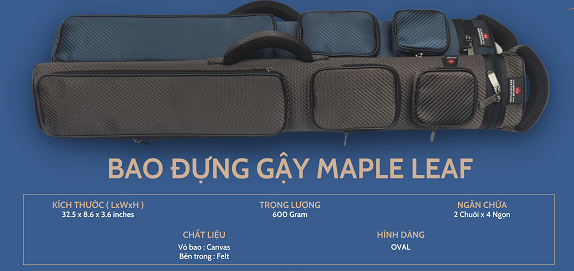 BAO ĐỰNG GẬY MAPLE LEAF
KÍCH THƯỚC ( LxWxH )
32.5 x 8.6 x 3.6 inches
TRỌNG LƯỢNG
600 Gram
NGĂN CHỨA
2 Chuôi x 4 Ngọn
CHẤT LIỆU
Vỏ bao : Canvas
Bên trong : Felt
HÌNH DÁNG
OVAL